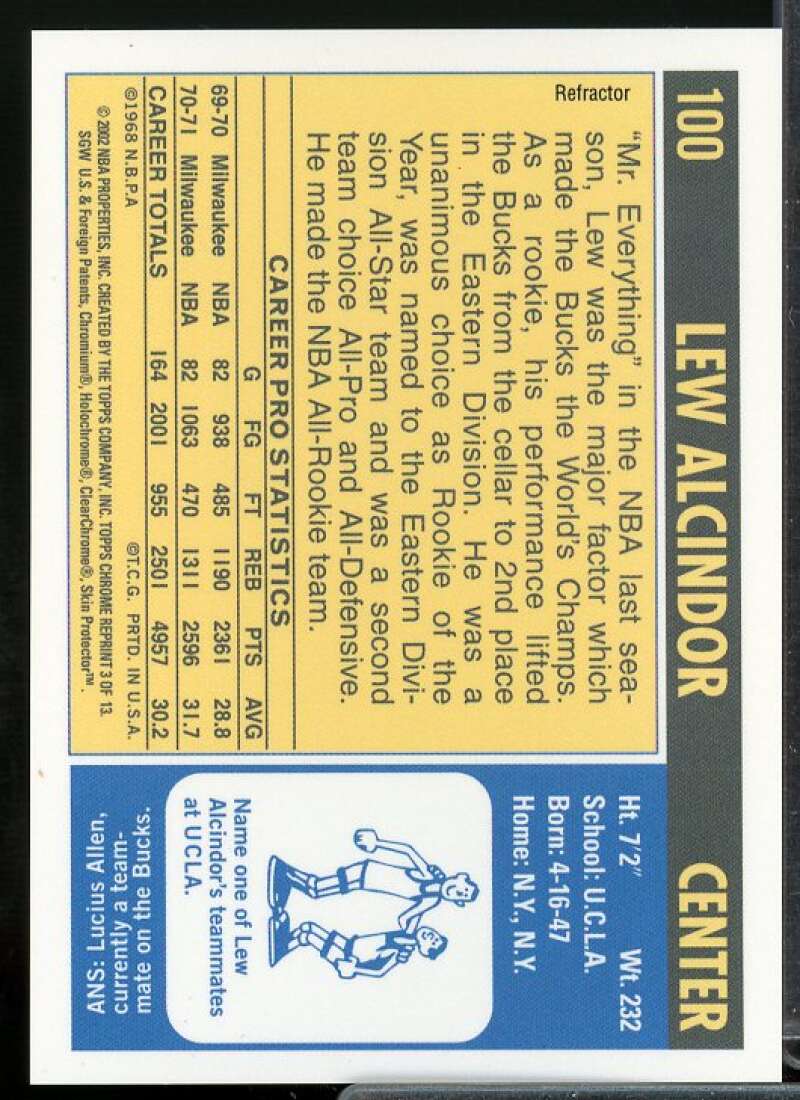 100 LEW ALCINDOR CENTER
Refractor
"Mr. Everything" in the NBA last sea-
son, Lew was the major factor which
made the Bucks the World's Champs.
As a rookie, his performance lifted
the Bucks from the cellar to 2nd place
in the Eastern Division. He was a
unanimous choice as Rookie of the
Year, was named to the Eastern Divi-
sion All-Star team and was a second
team choice All-Pro and All-Defensive.
He made the NBA All-Rookie team.
CAREER PRO STATISTICS
G FG FT REB PTS AVG
69-70 Milwaukee NBA 82 938 485 1190 2361 28.8
70-71 Milwaukee NBA 82 1063 470 1311 2596 31.7
CAREER TOTALS 164 2001 955 2501 4957 30.2
©1968 N.B.P.A ©T.C.G. PRTD. IN U.S.A.
© 2002 NBA PROPERTIES, INC. CREATED BY THE TOPPS COMPANY, INC. TOPPS CHROME REPRINT 3 OF 13.
SGW U.S. & Foreign Patents, Chromium®, Holochrome®, ClearChrome®, Skin Protector™.
Ht. 7'2" Wt. 232
School: U.C.L.A.
Born: 4-16-47
Home: N.Y., N.Y.
Name one of Lew
Alcindor's teammates
at UCLA.
ANS: Lucius Allen,
currently a team-
mate on the Bucks.